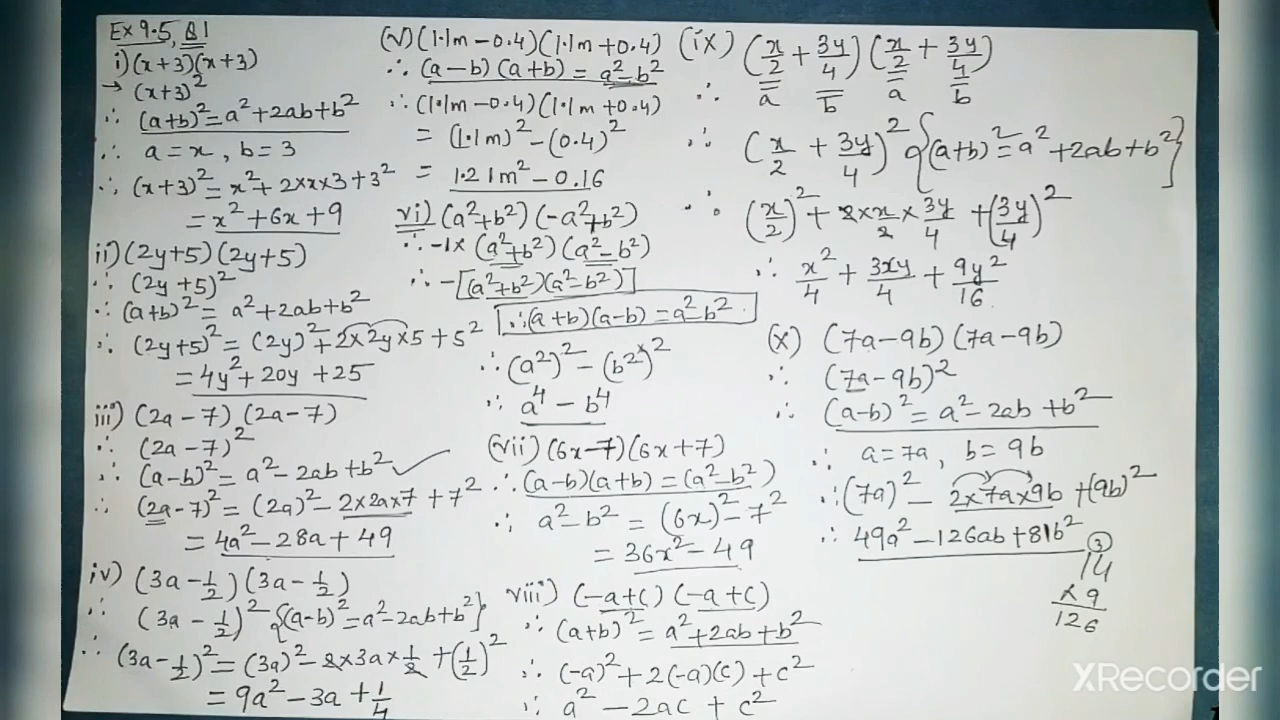 Ex 9.5, Q1
i) (x+3)(x+3)
→ (x+3)²
∴ (a+b)² = a²+2ab+b²
∴ a = x, b = 3
∴ (x+3)² = x²+2×x×3+3²
= x²+6x+9
ii) (2y+5)(2y+5)
∴ (2y+5)²
∴ (a+b)² = a²+2ab+b²
∴ (2y+5)² = (2y)²+2×2y×5+5²
= 4y²+20y+25
iii) (2a-7)(2a-7)
∴ (2a-7)²
∴ (a-b)² = a²-2ab+b² ✓
∴ (2a-7)² = (2a)²-2×2a×7+7²
= 4a²-28a+49
iv) (3a-1/2)(3a-1/2)
∴ (3a-1/2)² {(a-b)² = a²-2ab+b²}
∴ (3a-1/2)² = (3a)²-2×3a×1/2+(1/2)²
= 9a²-3a+1/4
(v) (1.1m-0.4)(1.1m+0.4)
∴ (a-b)(a+b) = a²-b²
∴ (1.1m-0.4)(1.1m+0.4)
= (1.1m)²-(0.4)²
= 1.21m²-0.16
vi) (a²+b²)(-a²+b²)
∴ -1×(a²+b²)(a²-b²)
∴ -[(a²+b²)(a²-b²)]
∴ (a+b)(a-b) = a²-b²
∴ (a²)²-(b²)²
∴ a⁴-b⁴
(vii) (6x-7)(6x+7)
∴ (a-b)(a+b) = (a²-b²)
∴ a²-b² = (6x)²-7²
= 36x²-49
viii) (-a+c)(-a+c)
∴ (a+b)² = a²+2ab+b²
∴ (-a)²+2(-a)(c)+c²
∴ a²-2ac+c²
(ix) (x/2+3y/4)(x/2+3y/4)
∴ a b a b
∴ (x/2+3y/4)² {(a+b)² = a²+2ab+b²}
∴ (x/2)²+2×x/2×3y/4+(3y/4)²
∴ x²/4+3xy/4+9y²/16
(x) (7a-9b)(7a-9b)
∴ (7a-9b)²
∴ (a-b)² = a²-2ab+b²
∴ a = 7a, b = 9b
∴ (7a)²-2×7a×9b+(9b)²
∴ 49a²-126ab+81b²
3
14
×9
126
XRecorder